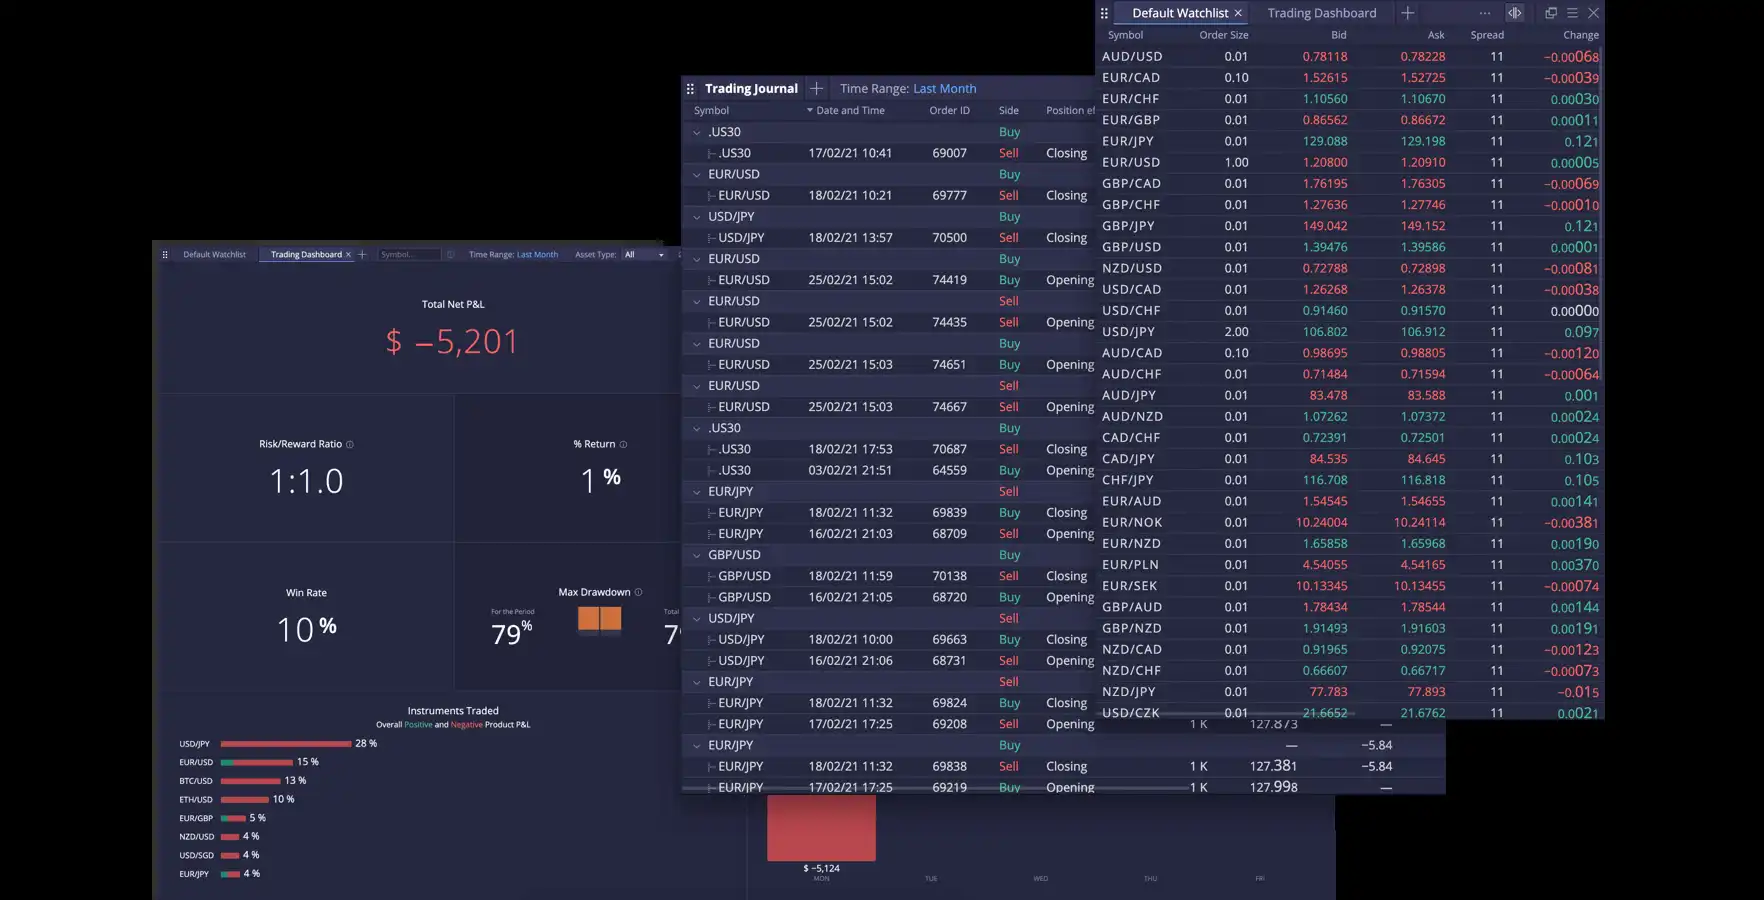 Default Watchlist × Trading Dashboard + ...
Symbol Order Size Bid Ask Spread Change
AUD/USD 0.01 0.78118 0.78228 11 −0.00068
EUR/CAD 0.10 1.52615 1.52725 11 −0.00039
EUR/CHF 0.01 1.10560 1.10670 11 0.00030
EUR/GBP 0.01 0.86562 0.86672 11 0.00011
EUR/JPY 0.01 129.088 129.198 11 0.121
EUR/USD 1.00 1.20800 1.20910 11 0.00005
GBP/CAD 0.01 1.76195 1.76305 11 −0.00069
GBP/CHF 0.01 1.27636 1.27746 11 −0.00010
GBP/JPY 0.01 149.042 149.152 11 0.121
GBP/USD 0.01 1.39476 1.39586 11 0.00001
NZD/USD 0.01 0.72788 0.72898 11 −0.00081
USD/CAD 0.01 1.26268 1.26378 11 −0.00038
USD/CHF 0.01 0.91460 0.91570 11 0.00000
USD/JPY 2.00 106.802 106.912 11 0.097
AUD/CAD 0.10 0.98695 0.98805 11 −0.00120
AUD/CHF 0.01 0.71484 0.71594 11 −0.00064
AUD/JPY 0.01 83.478 83.588 11 0.001
AUD/NZD 0.01 1.07262 1.07372 11 0.00024
CAD/CHF 0.01 0.72391 0.72501 11 0.00024
CAD/JPY 0.01 84.535 84.645 11 0.103
CHF/JPY 0.01 116.708 116.818 11 0.105
EUR/AUD 0.01 1.54545 1.54655 11 0.00141
EUR/NOK 0.01 10.24004 10.24114 11 −0.00381
EUR/NZD 0.01 1.65858 1.65968 11 0.00190
EUR/PLN 0.01 4.54055 4.54165 11 0.00370
EUR/SEK 0.01 10.13345 10.13455 11 −0.00074
GBP/AUD 0.01 1.78434 1.78544 11 0.00144
GBP/NZD 0.01 1.91493 1.91603 11 0.00191
NZD/CAD 0.01 0.91965 0.92075 11 −0.00123
NZD/CHF 0.01 0.66607 0.66717 11 −0.00073
NZD/JPY 0.01 77.783 77.893 11 −0.015
USD/CZK 0.01 21.6652 21.6762 11 0.0021
Trading Journal + Time Range: Last Month
Symbol Date and Time Order ID Side Position ef
.US30 Buy
.US30 17/02/21 10:41 69007 Sell Closing
EUR/USD Buy
EUR/USD 18/02/21 10:21 69777 Sell Closing
USD/JPY Buy
USD/JPY 18/02/21 13:57 70500 Sell Closing
EUR/USD Buy
EUR/USD 25/02/21 15:02 74419 Buy Opening
EUR/USD Sell
EUR/USD 25/02/21 15:02 74435 Sell Opening
EUR/USD Buy
EUR/USD 25/02/21 15:03 74651 Buy Opening
EUR/USD Sell
EUR/USD 25/02/21 15:03 74667 Sell Opening
.US30 Buy
.US30 18/02/21 17:53 70687 Sell Closing
.US30 03/02/21 21:51 64559 Buy Opening
EUR/JPY Sell
EUR/JPY 18/02/21 11:32 69839 Buy Closing
EUR/JPY 16/02/21 21:03 68709 Sell Opening
GBP/USD Buy
GBP/USD 18/02/21 11:59 70138 Sell Closing
GBP/USD 16/02/21 21:05 68720 Buy Opening
USD/JPY Sell
USD/JPY 18/02/21 10:00 69663 Buy Closing
USD/JPY 16/02/21 21:06 68731 Sell Opening
EUR/JPY Sell
EUR/JPY 18/02/21 11:32 69824 Buy Closing
EUR/JPY 17/02/21 17:25 69208 Sell Opening 1 K 127.873 —
EUR/JPY Buy — −5.84
EUR/JPY 18/02/21 11:32 69838 Sell Closing 1 K 127.381 −5.84
EUR/JPY 17/02/21 17:25 69219 Buy Opening 1 K 127.998 —
Default Watchlist Trading Dashboard × + Symbol... Time Range: Last Month Asset Type: All
Total Net P&L
$ −5,201
Risk/Reward Ratio
1:1.0
% Return
1 %
Win Rate
10 %
Max Drawdown
For the Period
79%
Total
Instruments Traded
Overall Positive and Negative Product P&L
USD/JPY 28 %
EUR/USD 15 %
BTC/USD 13 %
ETH/USD 10 %
EUR/GBP 5 %
NZD/USD 4 %
USD/SGD 4 %
EUR/JPY 4 %
$ −5,124
MON TUE WED THU FRI